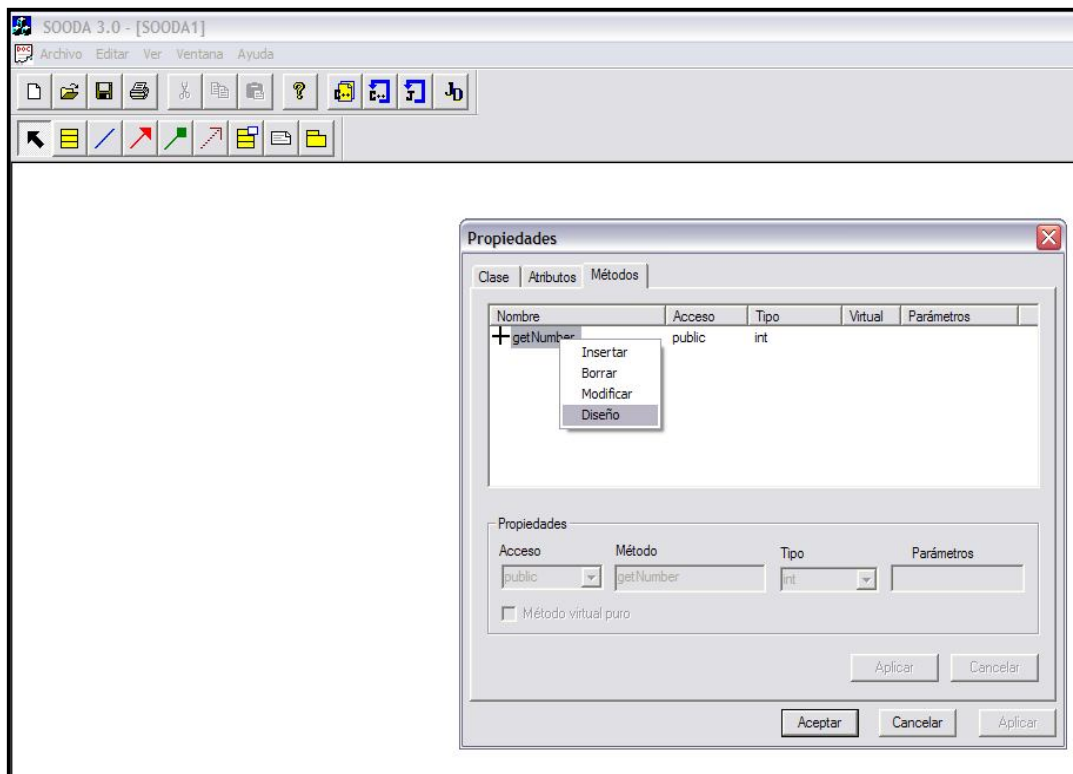 SOODA 3.0 - [SOODA1]
Archivo Editar Ver Ventana Ayuda
Propiedades
Clase Atributos Métodos
Nombre Acceso Tipo Virtual Parámetros
getNumber public int
Insertar
Borrar
Modificar
Diseño
Propiedades
Acceso Método Tipo Parámetros
public getNumber int
Método virtual puro
Aplicar Cancelar
Aceptar Cancelar Aplicar